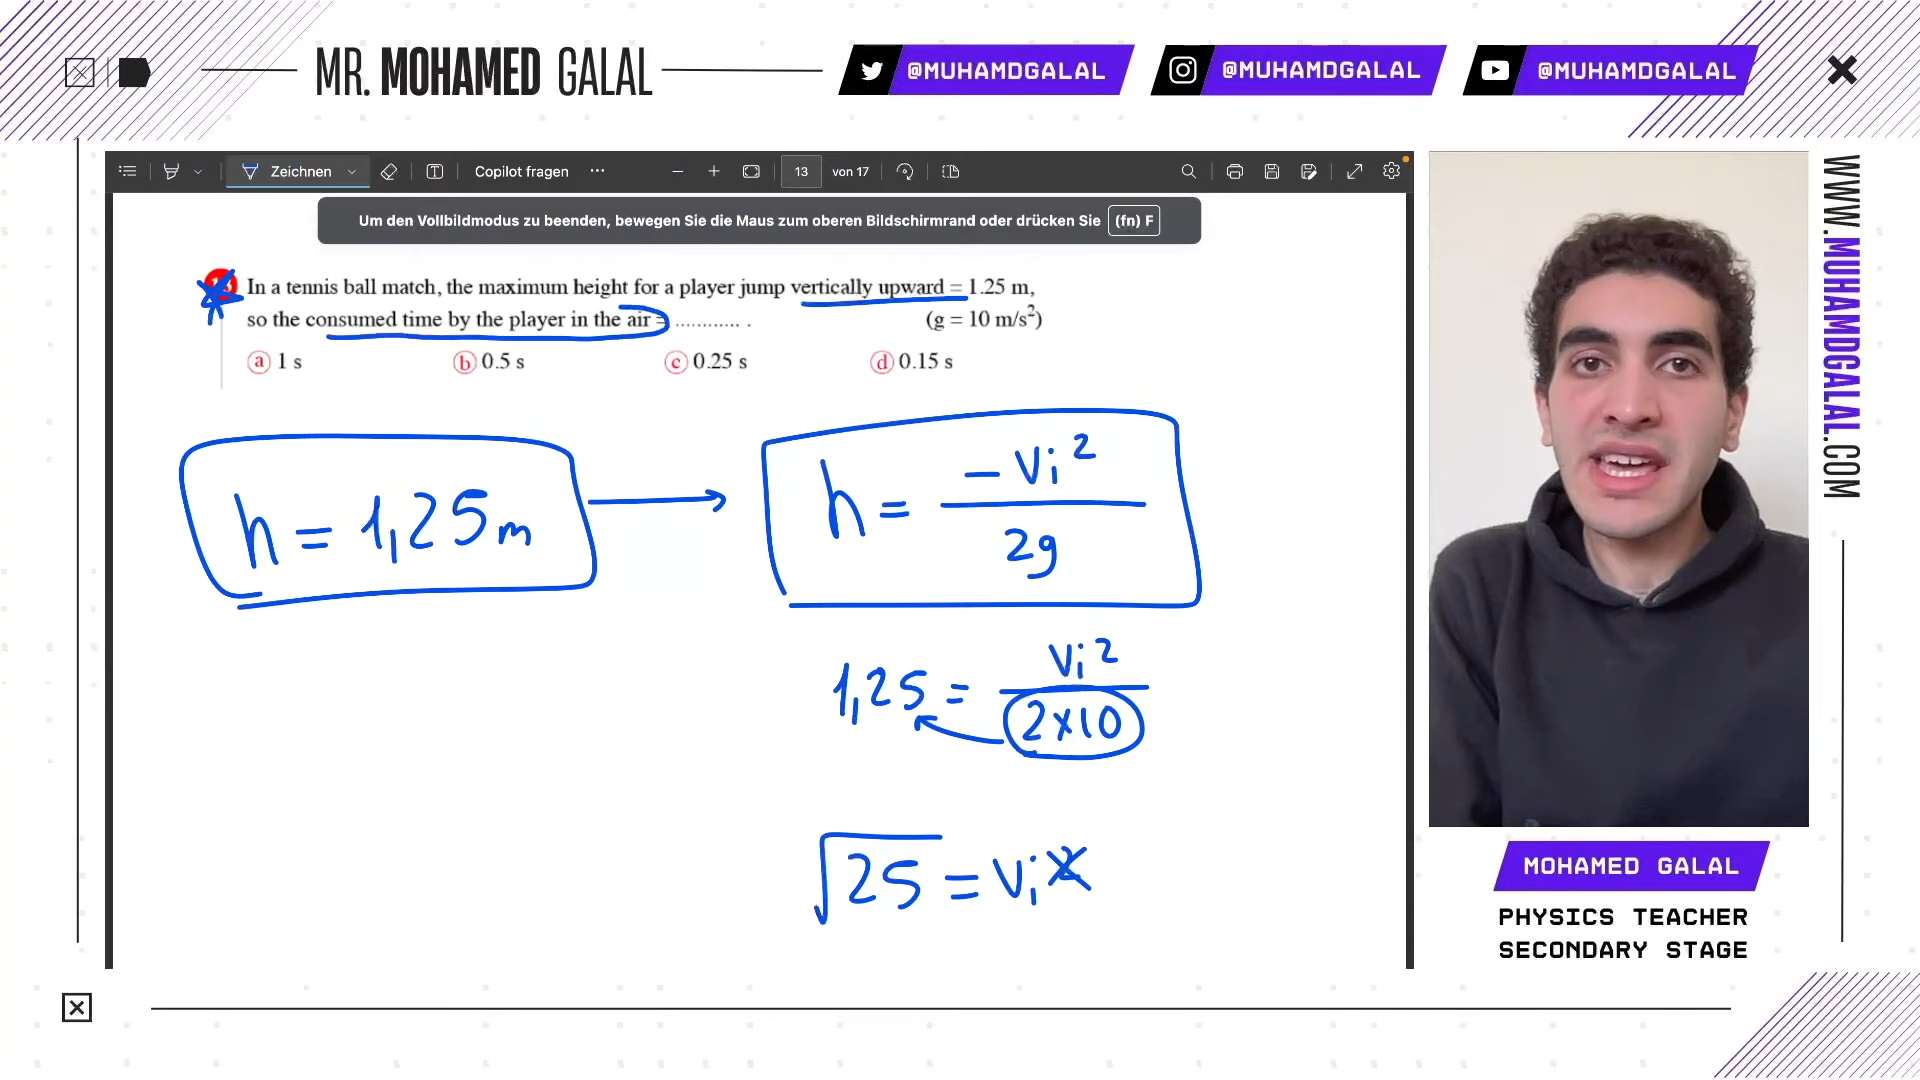 MR. MOHAMED GALAL
@MUHAMDGALAL
@MUHAMDGALAL
@MUHAMDGALAL
Zeichnen
Copilot fragen
13 von 17
Um den Vollbildmodus zu beenden, bewegen Sie die Maus zum oberen Bildschirmrand oder drücken Sie (fn) F
In a tennis ball match, the maximum height for a player jump vertically upward = 1.25 m,
so the consumed time by the player in the air = ............ . (g = 10 m/s²)
a 1 s b 0.5 s c 0.25 s d 0.15 s
h = 1,25 m
h = - Vi² / 2g
1,25 = Vi² / 2×10
√25 = Vi
WWW.MUHAMDGALAL.COM
MOHAMED GALAL
PHYSICS TEACHER
SECONDARY STAGE